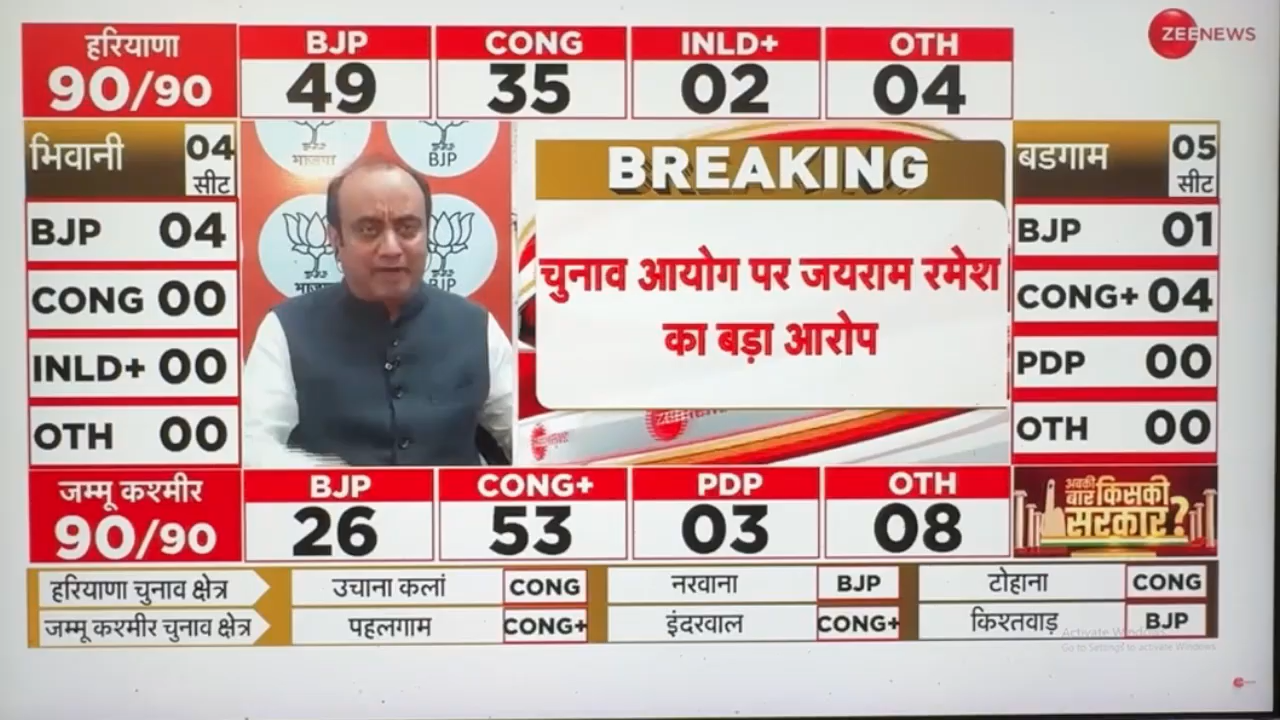 ZEENEWS
हरियाणा
90/90
BJP
49
CONG
35
INLD+
02
OTH
04
भिवानी
04
सीट
BJP 04
CONG 00
INLD+ 00
OTH 00
भाजपा
BJP
BJP
BREAKING
चुनाव आयोग पर जयराम रमेश
का बड़ा आरोप
बडगाम
05
सीट
BJP 01
CONG+ 04
PDP 00
OTH 00
जम्मू कश्मीर
90/90
BJP
26
CONG+
53
PDP
03
OTH
08
अबकी
बार किसकी
सरकार?
हरियाणा चुनाव क्षेत्र उचाना कलां CONG नरवाना BJP टोहाना CONG
जम्मू कश्मीर चुनाव क्षेत्र पहलगाम CONG+ इंदरवाल CONG+ किश्तवाड़ BJP
Activate Windows
Go to Settings to activate Windows